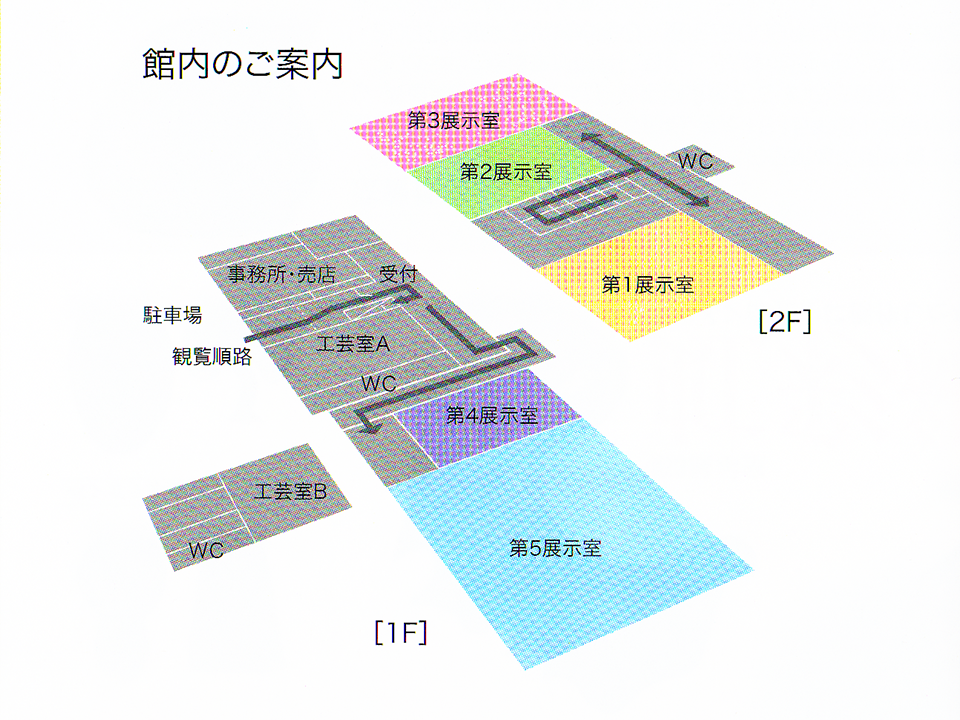 館内のご案内
第3展示室
第2展示室
WC
第1展示室
[2F]
事務所・売店
受付
駐車場
観覧順路
工芸室A
WC
第4展示室
工芸室B
WC
第5展示室
[1F]